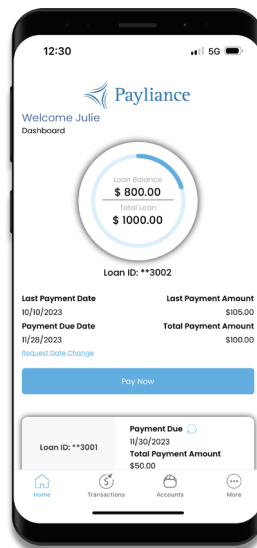 12:30 5G
Payliance
Welcome Julie
Dashboard
Loan Balance
$ 800.00
Total Loan
$ 1000.00
Loan ID: **3002
Last Payment Date Last Payment Amount
10/10/2023 $105.00
Payment Due Date Total Payment Amount
11/28/2023 $100.00
Request Date Change
Pay Now
Loan ID: **3001
Payment Due
11/30/2023
Total Payment Amount
$50.00
Home Transactions Accounts More